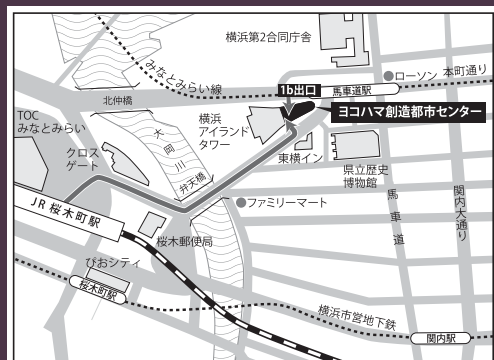 横浜第2合同庁舎
みなとみらい線
ローソン
本町通り
1b出口
馬車道駅
北仲橋
ヨコハマ創造都市センター
TOC
みなとみらい
横浜
アイランド
タワー
大岡川
クロス
ゲート
東横イン
県立歴史
博物館
弁天橋
馬車道
関内大通り
ファミリーマート
JR 桜木町駅
桜木郵便局
ぴおシティ
桜木町駅
横浜市営地下鉄
関内駅